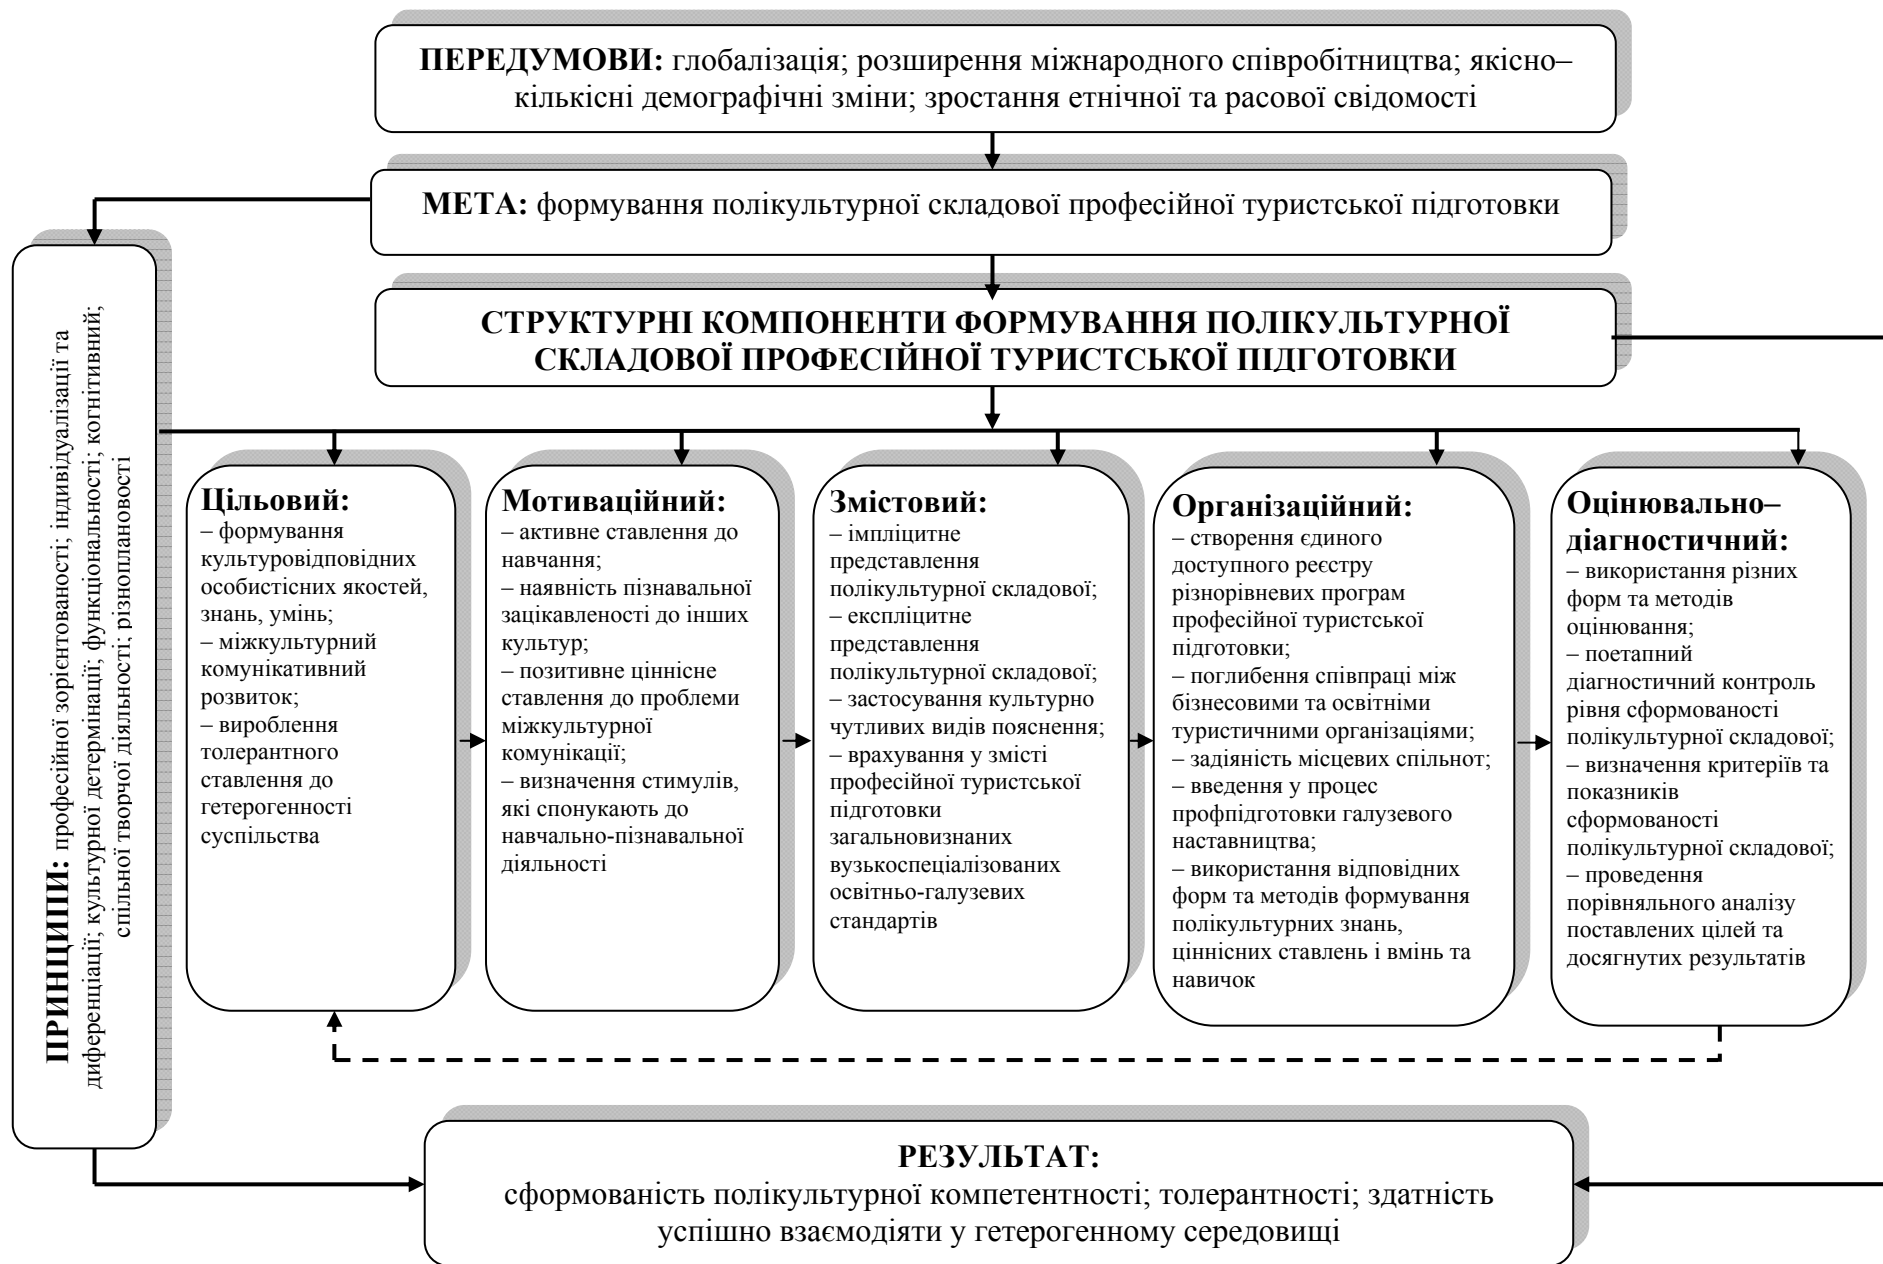 ПЕРЕДУМОВИ: глобалізація; розширення міжнародного співробітництва; якісно–
кількісні демографічні зміни; зростання етнічної та расової свідомості
МЕТА: формування полікультурної складової професійної туристської підготовки
СТРУКТУРНІ КОМПОНЕНТИ ФОРМУВАННЯ ПОЛІКУЛЬТУРНОЇ
СКЛАДОВОЇ ПРОФЕСІЙНОЇ ТУРИСТСЬКОЇ ПІДГОТОВКИ
ПРИНЦИПИ: професійної зорієнтованості; індивідуалізації та
диференціації; культурної детермінації; функціональності; когнітивний;
спільної творчої діяльності; різноплановості
Цільовий:
– формування
культуровідповідних
особистісних якостей,
знань, умінь;
– міжкультурний
комунікативний
розвиток;
– вироблення
толерантного
ставлення до
гетерогенності
суспільства
Мотиваційний:
– активне ставлення до
навчання;
– наявність пізнавальної
зацікавленості до інших
культур;
– позитивне ціннісне
ставлення до проблеми
міжкультурної
комунікації;
– визначення стимулів,
які спонукають до
навчально-пізнавальної
діяльності
Змістовий:
– імпліцитне
представлення
полікультурної складової;
– експліцитне
представлення
полікультурної складової;
– застосування культурно
чутливих видів пояснення;
– врахування у змісті
професійної туристської
підготовки
загальновизнаних
вузькоспеціалізованих
освітньо-галузевих
стандартів
Організаційний:
– створення єдиного
доступного реєстру
різнорівневих програм
професійної туристської
підготовки;
– поглиблення співпраці між
бізнесовими та освітніми
туристичними організаціями;
– задіяність місцевих спільнот;
– введення у процес
профпідготовки галузевого
наставництва;
– використання відповідних
форм та методів формування
полікультурних знань,
ціннісних ставлень і вмінь та
навичок
Оцінювально–
діагностичний:
– використання різних
форм та методів
оцінювання;
– поетапний
діагностичний контроль
рівня сформованості
полікультурної складової;
– визначення критеріїв та
показників
сформованості
полікультурної складової;
– проведення
порівняльного аналізу
поставлених цілей та
досягнутих результатів
РЕЗУЛЬТАТ:
сформованість полікультурної компетентності; толерантності; здатність
успішно взаємодіяти у гетерогенному середовищі